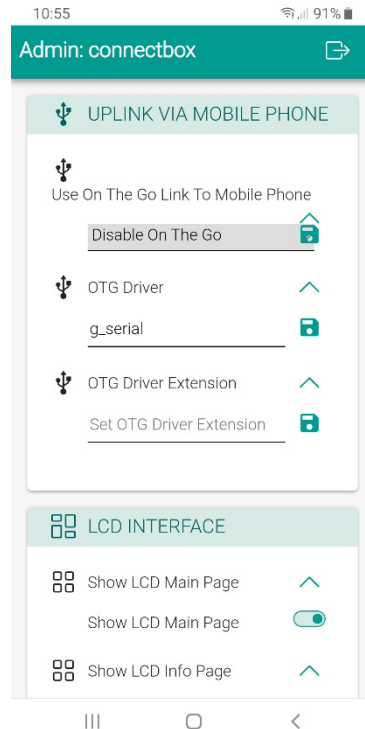 10:55
91%
Admin: connectbox
UPLINK VIA MOBILE PHONE
Use On The Go Link To Mobile Phone
Disable On The Go
OTG Driver
g_serial
OTG Driver Extension
Set OTG Driver Extension
LCD INTERFACE
Show LCD Main Page
Show LCD Main Page
Show LCD Info Page